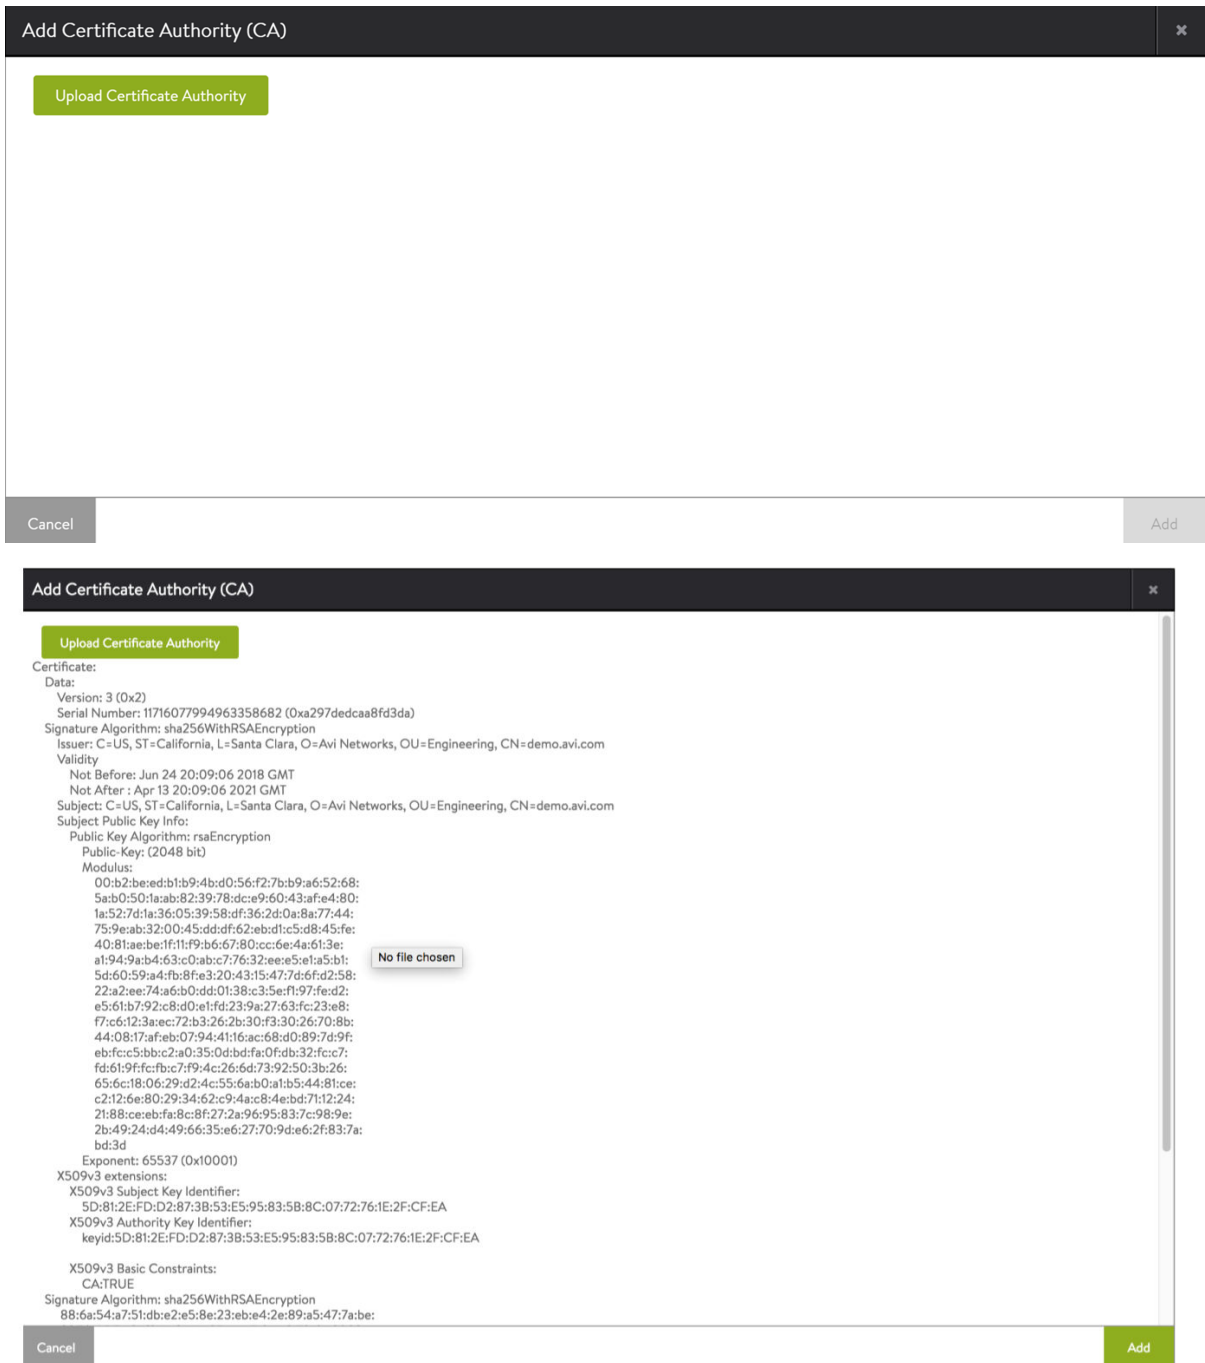 Add Certificate Authority (CA)
Upload Certificate Authority
Cancel
Add
Add Certificate Authority (CA)
Upload Certificate Authority
Certificate:
Data:
Version: 3 (0x2)
Serial Number: 11716077994963358682 (0xa297dedcaa8fd3da)
Signature Algorithm: sha256WithRSAEncryption
Issuer: C=US, ST=California, L=Santa Clara, O=Avi Networks, OU=Engineering, CN=demo.avi.com
Validity
Not Before: Jun 24 20:09:06 2018 GMT
Not After : Apr 13 20:09:06 2021 GMT
Subject: C=US, ST=California, L=Santa Clara, O=Avi Networks, OU=Engineering, CN=demo.avi.com
Subject Public Key Info:
Public Key Algorithm: rsaEncryption
Public-Key: (2048 bit)
Modulus:
00:b2:be:ed:b1:b9:4b:d0:56:f2:7b:b9:a6:52:68:
5a:b0:50:1a:ab:82:39:78:dc:e9:60:43:af:e4:80:
1a:52:7d:1a:36:05:39:58:df:36:2d:0a:8a:77:44:
75:9e:ab:32:00:45:dd:df:62:eb:d1:c5:d8:45:fe:
40:81:ae:be:1f:11:f9:b6:67:80:cc:6e:4a:61:3e:
a1:94:9a:b4:63:c0:ab:c7:76:32:ee:e5:e1:a5:b1:
No file chosen
5d:60:59:a4:fb:8f:e3:20:43:15:47:7d:6f:d2:58:
22:a2:ee:74:a6:b0:dd:01:38:c3:5e:f1:97:fe:d2:
e5:61:b7:92:c8:d0:e1:fd:23:9a:27:63:fc:23:e8:
f7:c6:12:3a:ec:72:b3:26:2b:30:f3:30:26:70:8b:
44:08:17:af:eb:07:94:41:16:ac:68:d0:89:7d:9f:
eb:fc:c5:bb:c2:a0:35:0d:bd:fa:0f:db:32:fc:c7:
fd:61:9f:fc:fb:c7:f9:4c:26:6d:73:92:50:3b:26:
65:6c:18:06:29:d2:4c:55:6a:b0:a1:b5:44:81:ce:
c2:12:6e:80:29:34:62:c9:4a:c8:4e:bd:71:12:24:
21:88:ce:eb:fa:8c:8f:27:2a:96:95:83:7c:98:9e:
2b:49:24:d4:49:66:35:e6:27:70:9d:e6:2f:83:7a:
bd:3d
Exponent: 65537 (0x10001)
X509v3 extensions:
X509v3 Subject Key Identifier:
5D:81:2E:FD:D2:87:3B:53:E5:95:83:5B:8C:07:72:76:1E:2F:CF:EA
X509v3 Authority Key Identifier:
keyid:5D:81:2E:FD:D2:87:3B:53:E5:95:83:5B:8C:07:72:76:1E:2F:CF:EA
X509v3 Basic Constraints:
CA:TRUE
Signature Algorithm: sha256WithRSAEncryption
88:6a:54:a7:51:db:e2:e5:8e:23:eb:e4:2e:89:a5:47:7a:be:
Cancel
Add